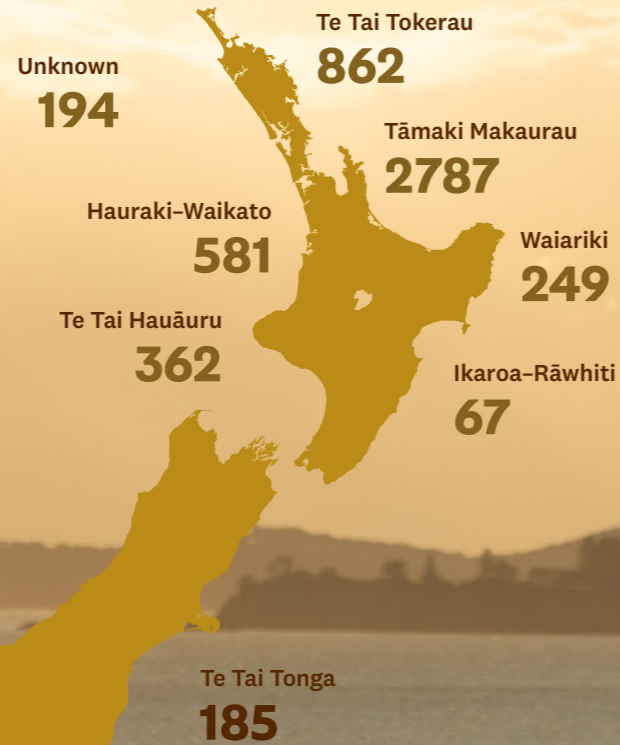 Te Tai Tokerau
862
Unknown
194
Tāmaki Makaurau
2787
Hauraki–Waikato
581
Waiariki
249
Te Tai Hauāuru
362
Ikaroa–Rāwhiti
67
Te Tai Tonga
185